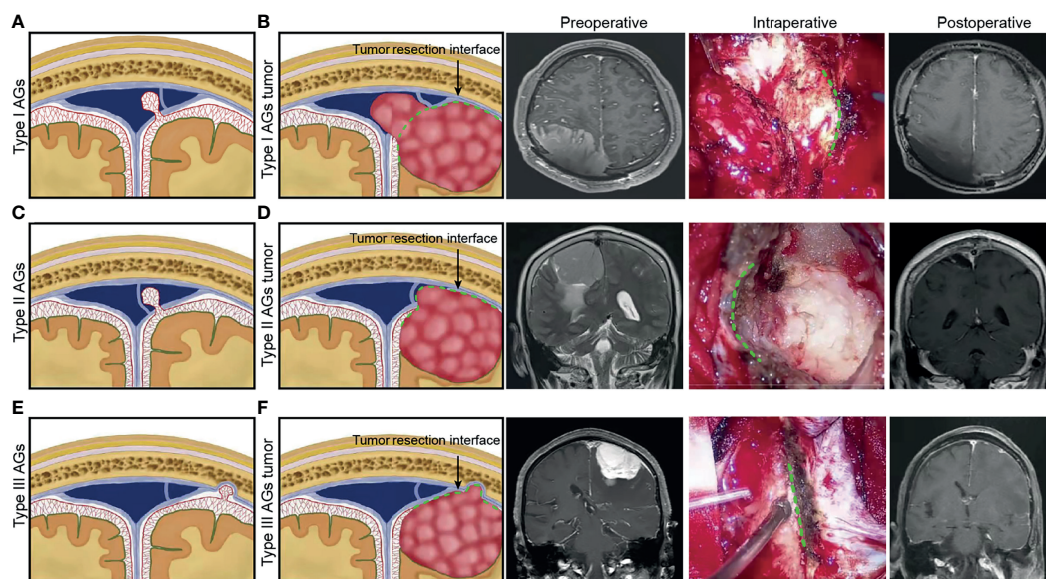 A
B
Preoperative
Intraperative
Postoperative
Type I AGs
Type I AGs tumor
Tumor resection interface
C
D
Type II AGs
Type II AGs tumor
Tumor resection interface
E
F
Type III AGs
Type III AGs tumor
Tumor resection interface